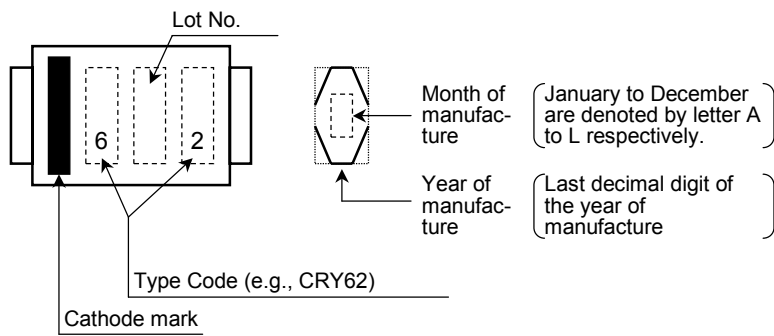 Lot No.
6
2
Month of
manufac-
ture
January to December
are denoted by letter A
to L respectively.
Year of
manufac-
ture
Last decimal digit of
the year of
manufacture
Type Code (e.g., CRY62)
Cathode mark